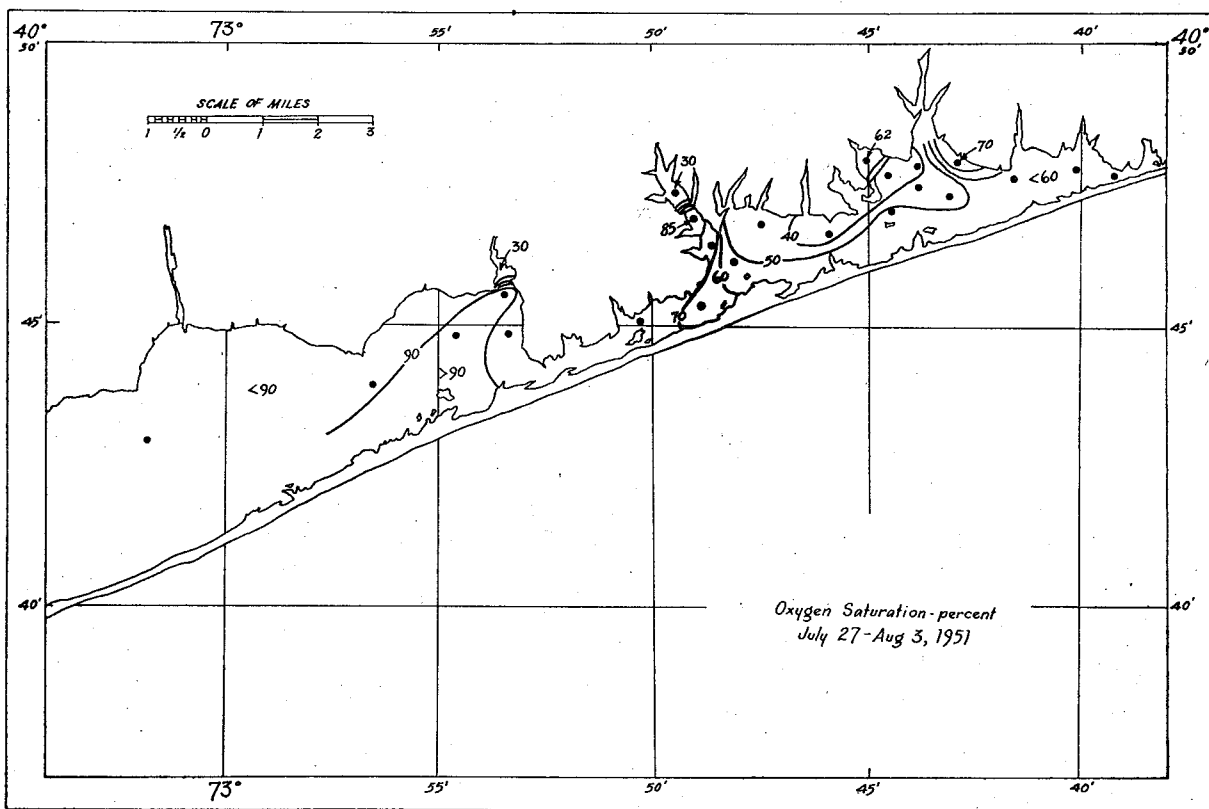 40° 73° 40°
50' 55' 50' 45' 40' 50'
SCALE OF MILES
1 1/2 0 1 2 3
62
70
30
<60
85
40
30
50
60
45' 70 45'
90
>90
<90
40' 40'
Oxygen Saturation-percent
July 27-Aug 3, 1951
73° 55' 50' 45' 40'